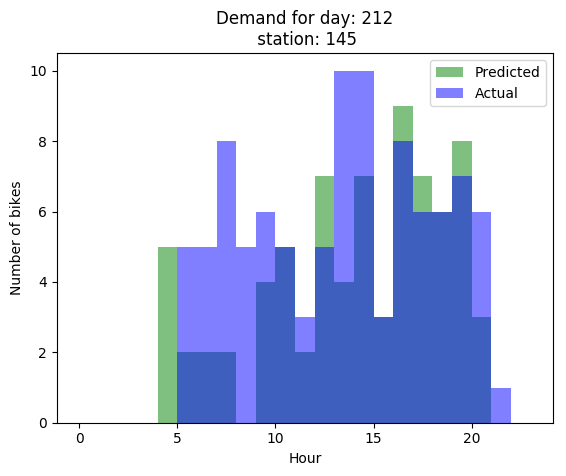 Demand for day: 212
station: 145
Predicted
Actual
10
8
6
4
2
0
Number of bikes
0 5 10 15 20
Hour